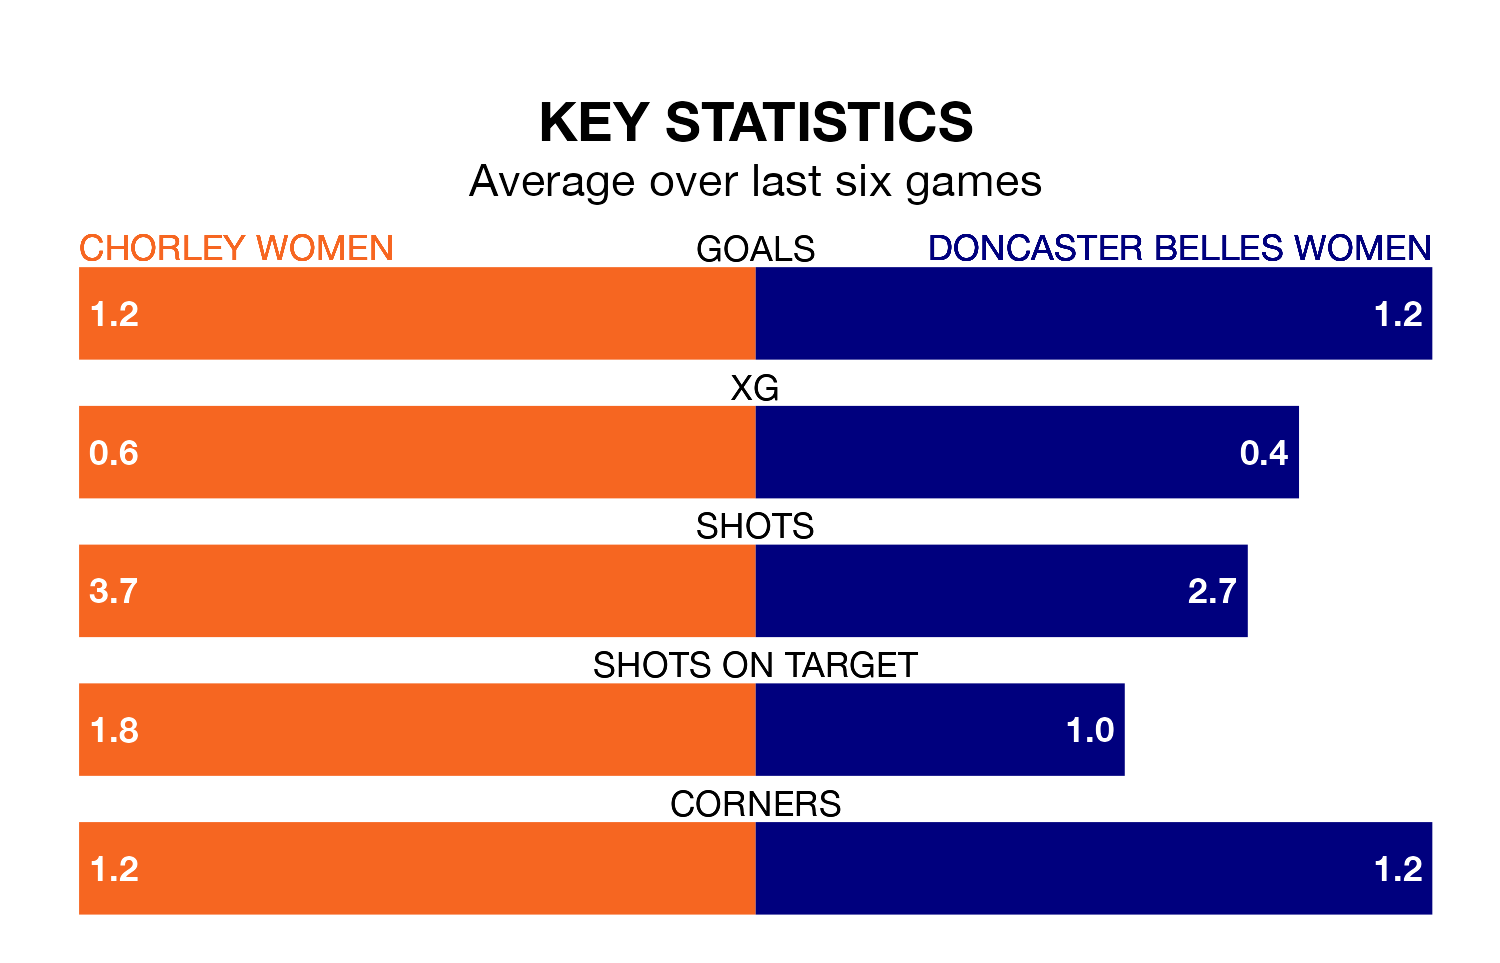 KEY STATISTICS
Average over last six games
CHORLEY WOMEN GOALS DONCASTER BELLES WOMEN
1.2 1.2
XG
0.6 0.4
SHOTS
3.7 2.7
SHOTS ON TARGET
1.8 1.0
CORNERS
1.2 1.2